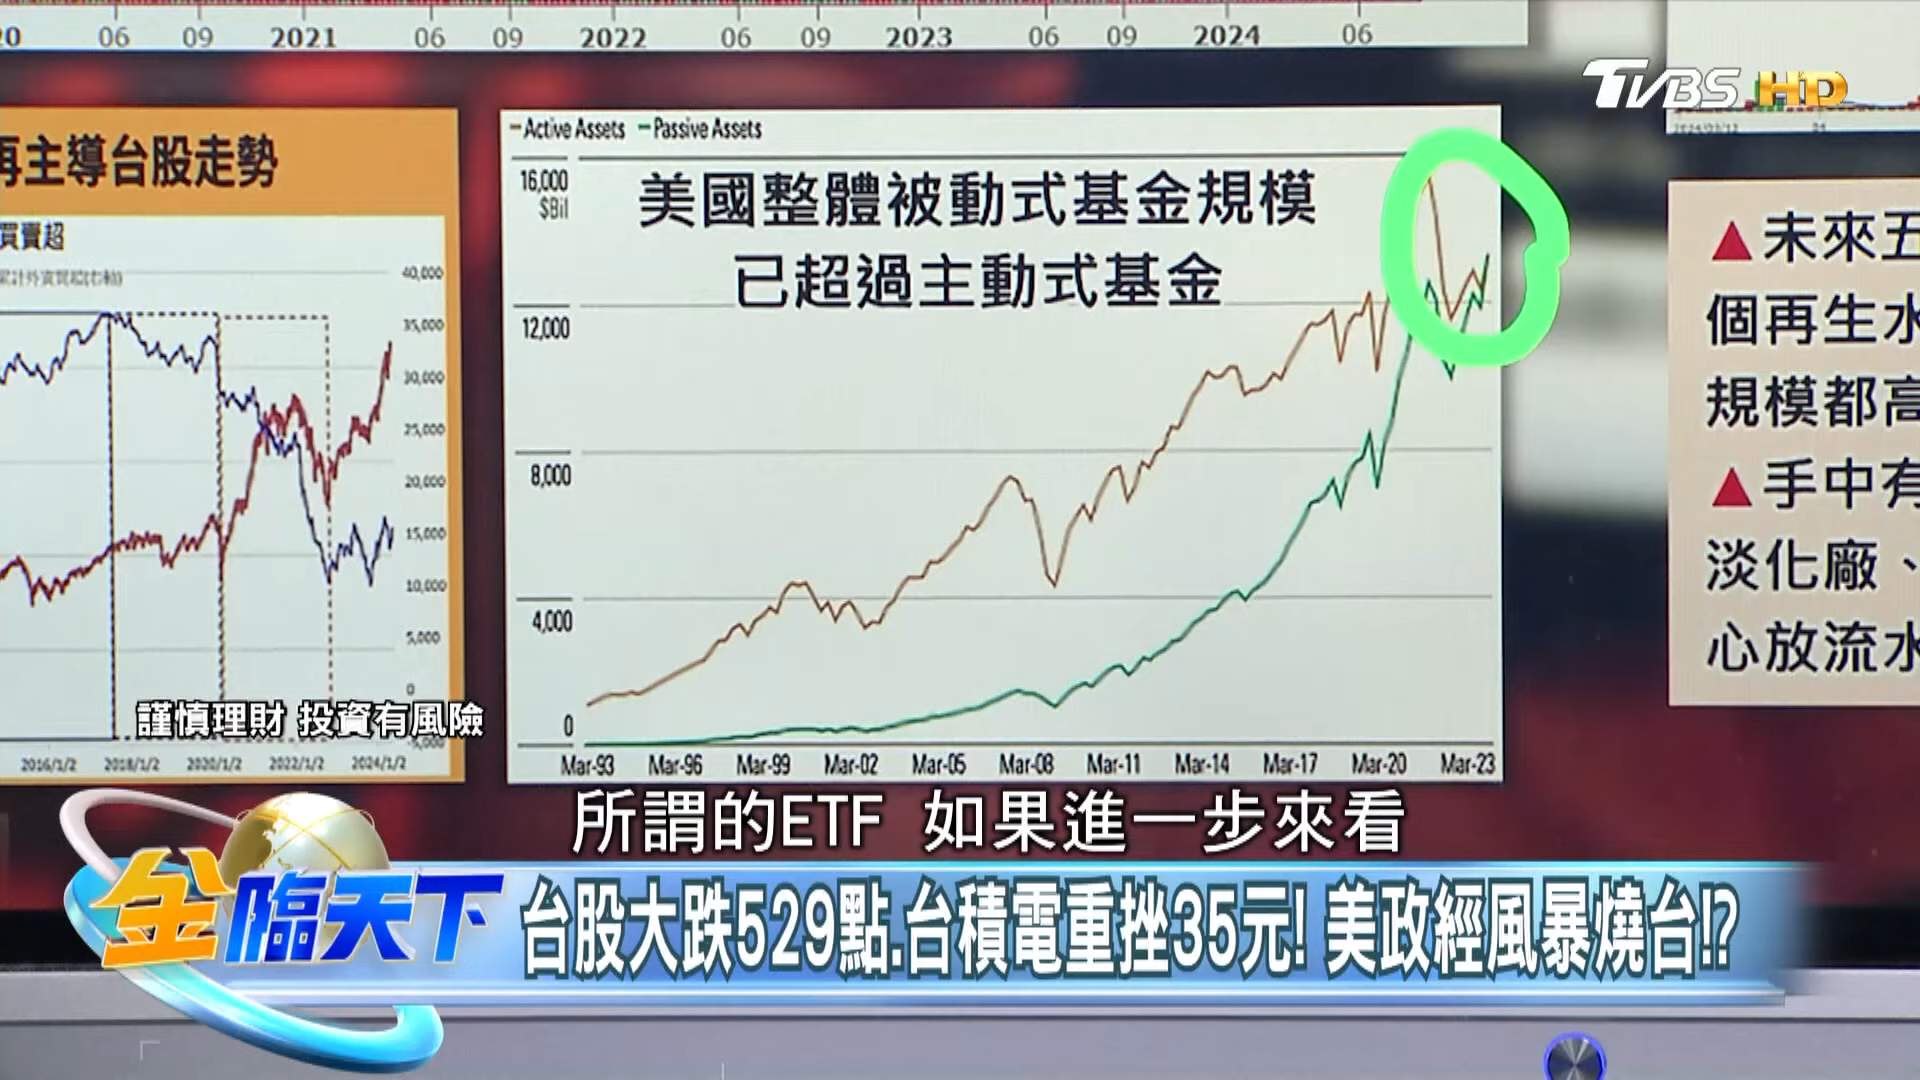 20 06 09 2021 06 09 2022 06 09 2023 06 09 2024 06
TVBS HD
再主導台股走勢
買賣超
40,000
35,000
30,000
25,000
20,000
15,000
10,000
5,000
0
-5,000
2016/1/2 2018/1/2 2020/1/2 2022/1/2 2024/1/2
謹慎理財 投資有風險
Active Assets Passive Assets
美國整體被動式基金規模
已超過主動式基金
16,000
$Bil
12,000
8,000
4,000
0
Mar-93 Mar-96 Mar-99 Mar-02 Mar-05 Mar-08 Mar-11 Mar-14 Mar-17 Mar-20 Mar-23
▲未來五
個再生水
規模都高
▲手中有
淡化廠、
心放流水
所謂的ETF 如果進一步來看
金臨天下
台股大跌529點.台積電重挫35元! 美政經風暴燒台!?